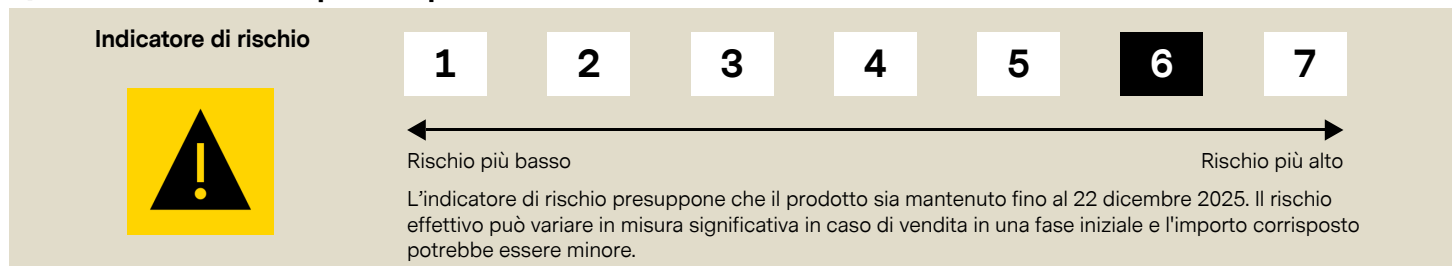 Indicatore di rischio
1 2 3 4 5 6 7
Rischio più basso Rischio più alto
L'indicatore di rischio presuppone che il prodotto sia mantenuto fino al 22 dicembre 2025. Il rischio
effettivo può variare in misura significativa in caso di vendita in una fase iniziale e l'importo corrisposto
potrebbe essere minore.